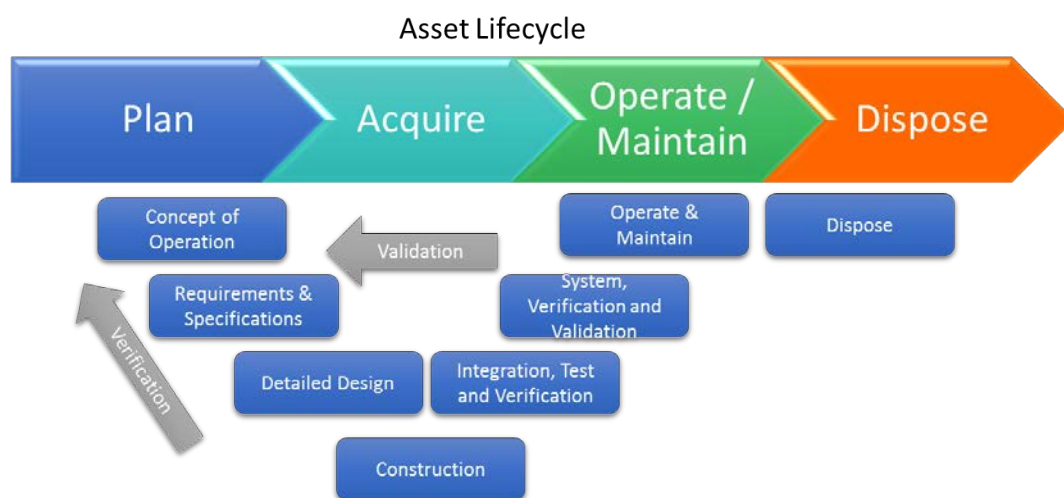 Asset Lifecycle
Plan
Acquire
Operate /
Maintain
Dispose
Concept of
Operation
Validation
Operate &
Maintain
Dispose
Requirements &
Specifications
System,
Verification and
Validation
Verification
Detailed Design
Integration, Test
and Verification
Construction